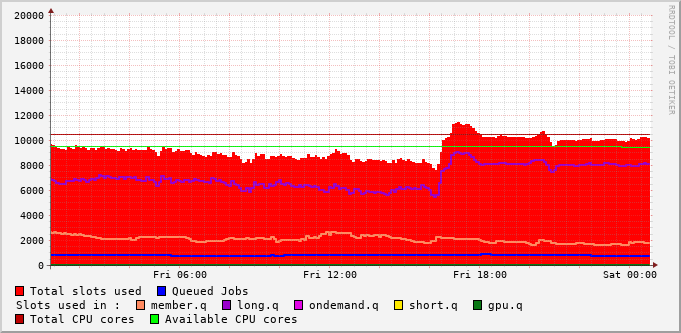 20000
18000
16000
14000
12000
10000
8000
6000
4000
2000
0
Fri 06:00 Fri 12:00 Fri 18:00 Sat 00:00
RRDTOOL / TOBI OETIKER
Total slots used Queued Jobs
Slots used in : member.q long.q ondemand.q short.q gpu.q
Total CPU cores Available CPU cores